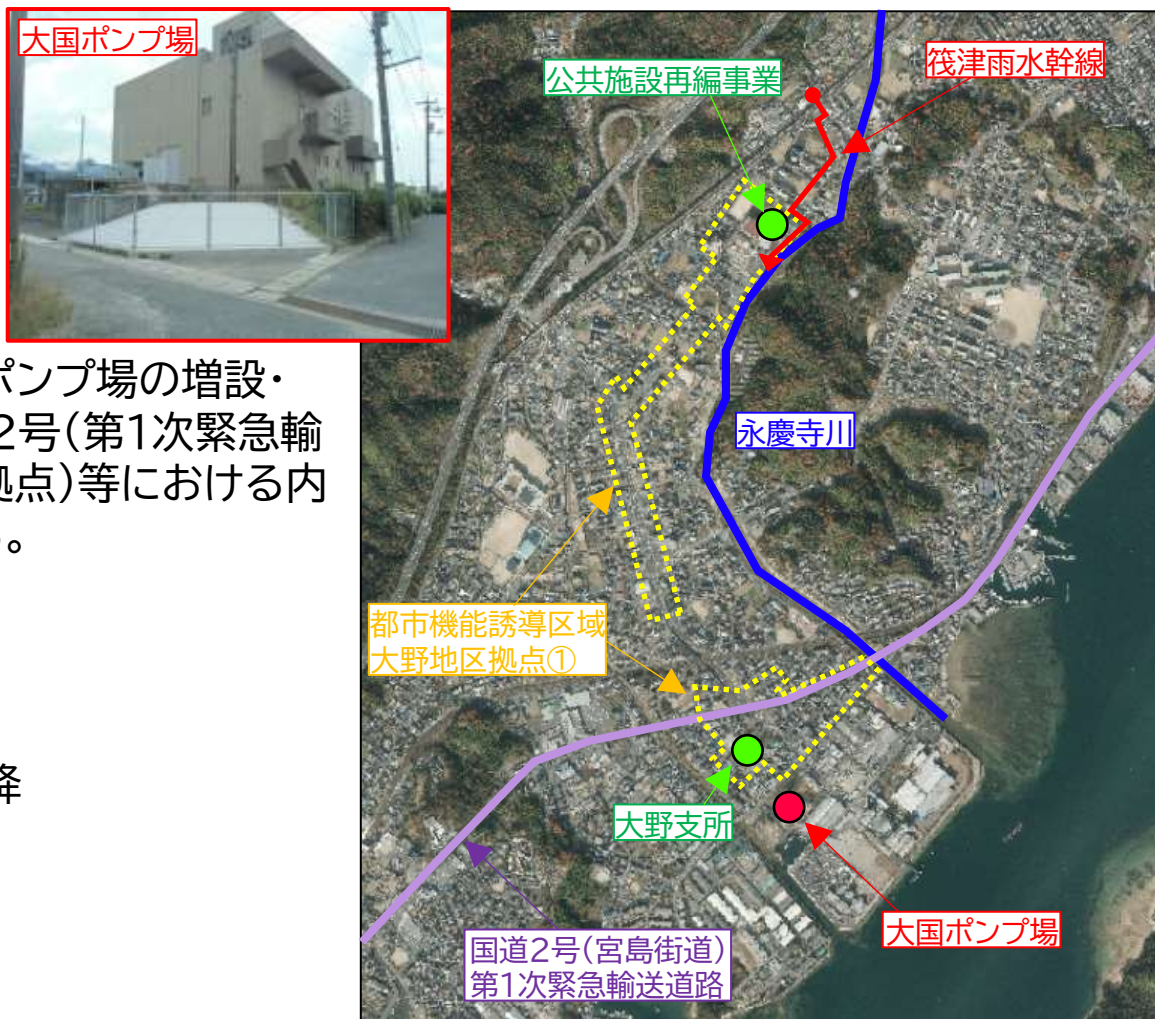 大国ポンプ場
ポンプ場の増設・
2号(第1次緊急輸
拠点)等における内
。
降
公共施設再編事業
筏津雨水幹線
永慶寺川
都市機能誘導区域
大野地区拠点①
大野支所
大国ポンプ場
国道2号(宮島街道)
第1次緊急輸送道路